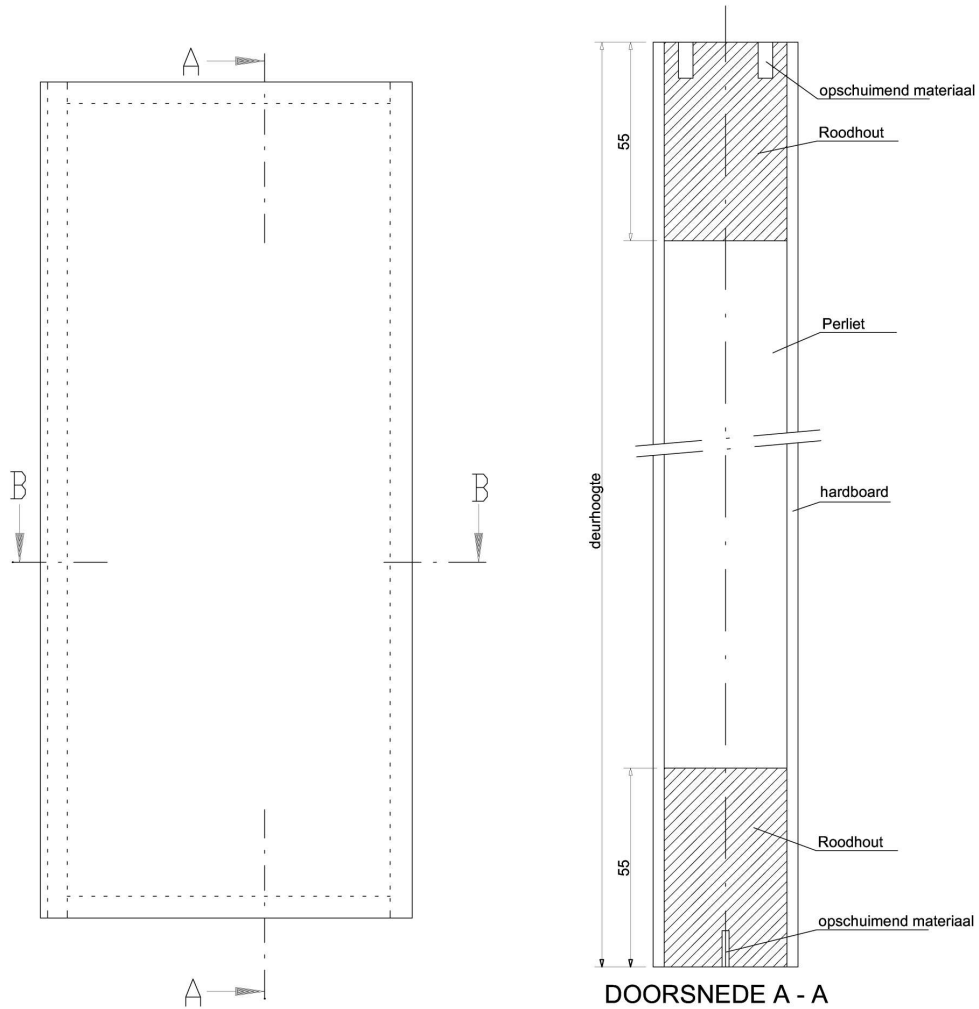 A
B
B
A
opschuimend materiaal
Roodhout
55
Perliet
deurhoogte
hardboard
Roodhout
55
opschuimend materiaal
DOORSNEDE A - A